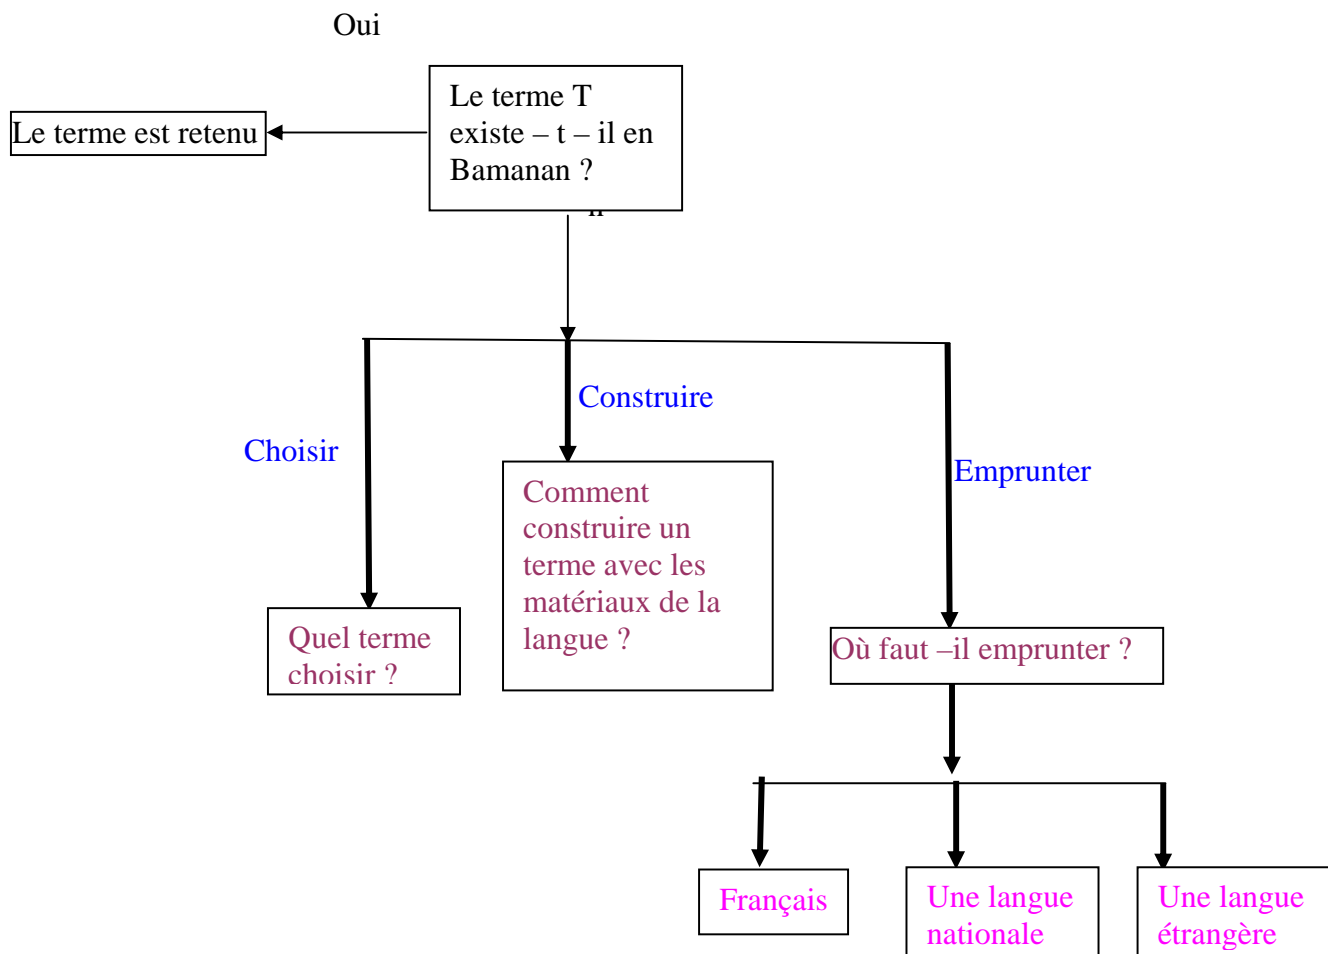 Oui
Le terme T
existe – t – il en
Bamanan ?
Le terme est retenu
Construire
Choisir
Emprunter
Comment
construire un
terme avec les
matériaux de la
langue ?
Quel terme
choisir ?
Où faut –il emprunter ?
Français
Une langue
nationale
Une langue
étrangère